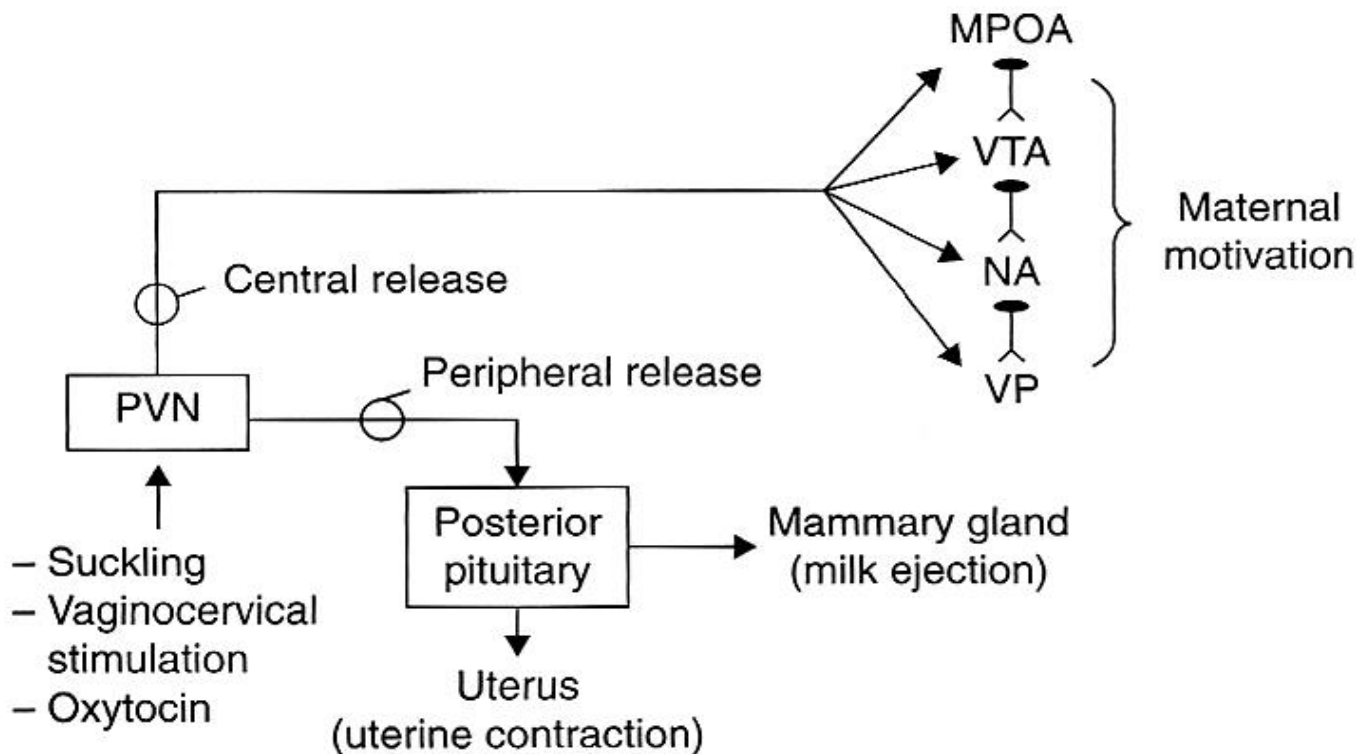 MPOA
VTA
NA
VP
Maternal
motivation
Central release
Peripheral release
PVN
Posterior
pituitary
Mammary gland
(milk ejection)
– Suckling
– Vaginocervical
stimulation
– Oxytocin
Uterus
(uterine contraction)